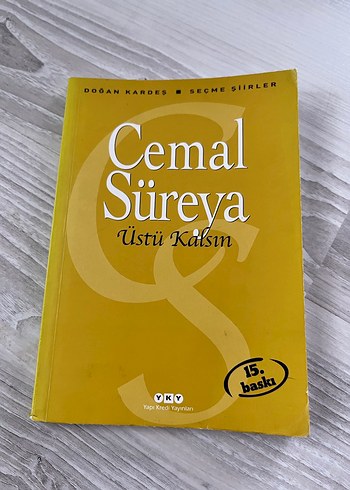 DOĞAN KARDEŞ ■ SEÇME ŞİİRLER
Cemal
Süreya
Üstü Kalsın
15.
baskı
YKY
Yapı Kredi Yayınları